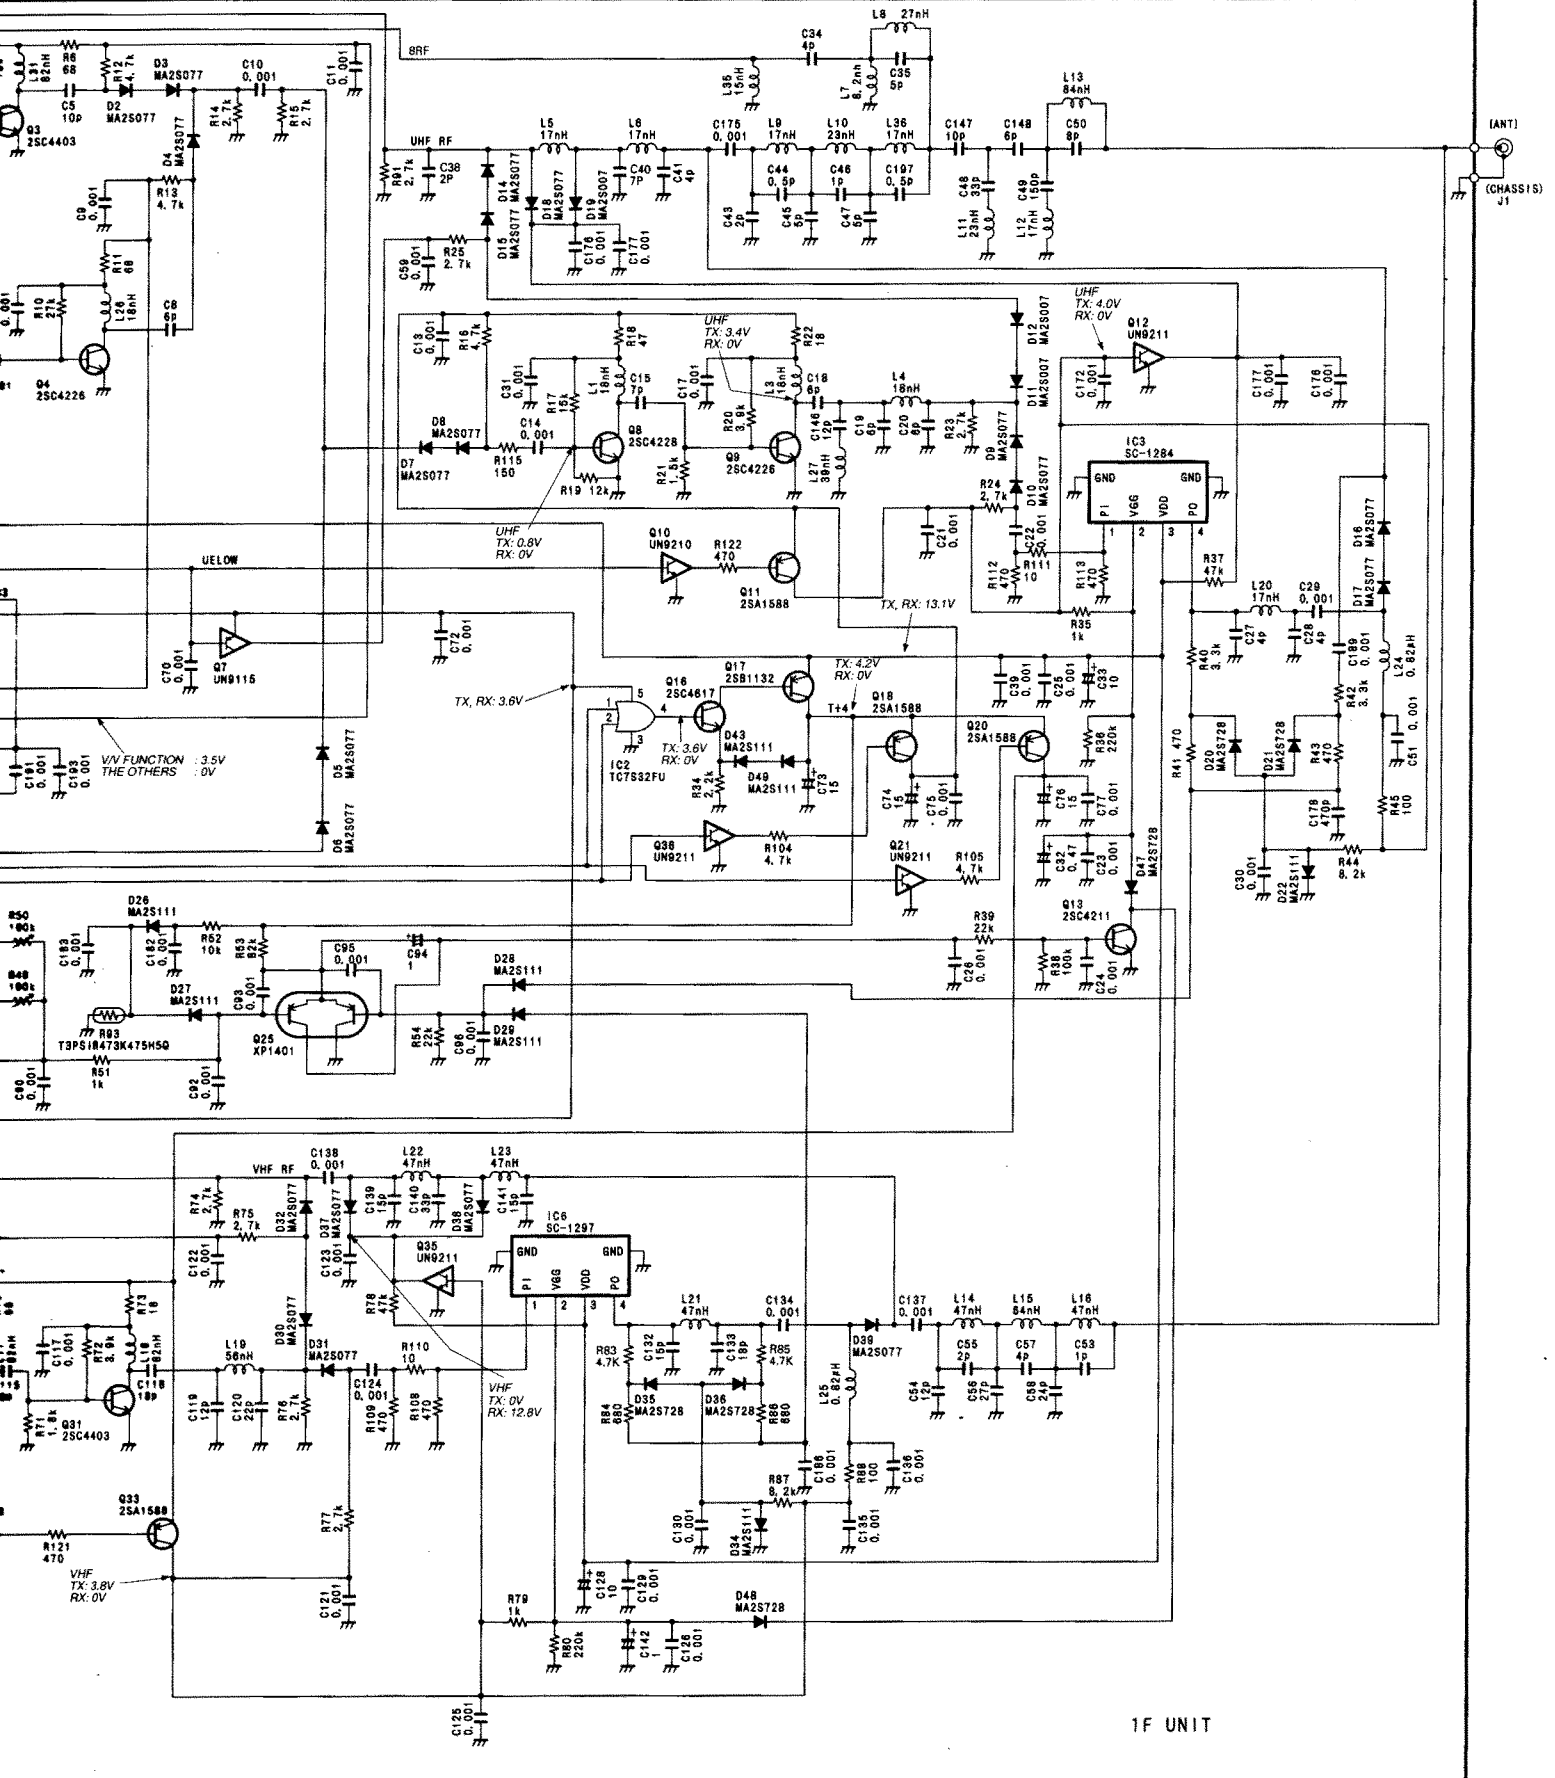 L8 27nH
C34
4p
8RF
L35
15nH
L7
8.2nH
C35
5p
L13
84nH
L31
82nH
R6
68
R12
4.7k
D3
MA2S077
C10
0.001
C11
0.001
C5
10p
D2
MA2S077
Q3
2SC4403
D4
MA2S077
R14
2.7k
R15
2.7k
R13
4.7k
C9
0.001
R11
68
R10
27k
L26
18nH
C8
6p
Q4
2SC4226
UHF RF
R91
2.7k
C38
2P
D14
MA2S077
D15
MA2S077
L5
17nH
D18
MA2S077
D19
MA2S007
L6
17nH
C40
7P
C41
4p
C175
0.001
L9
17nH
L10
23nH
L36
17nH
C147
10p
C148
6p
C50
8p
C44
0.5p
C46
1p
C197
0.5p
C43
2p
C45
5p
C47
5p
C48
33p
C49
150p
L11
23nH
L12
17nH
(ANT)
(CHASSIS)
J1
C59
0.001
R25
2.7k
C176
0.001
C177
0.001
UHF
TX: 4.0V
RX: 0V
Q12
UN9211
C172
0.001
C177
0.001
C176
0.001
D12
MA2S007
D11
MA2S007
C13
0.001
R16
4.7k
R18
47
UHF
TX: 3.4V
RX: 0V
R22
18
C31
0.001
R17
15k
L1
18nH
C15
7p
C17
0.001
L3
18nH
C18
6p
L4
18nH
R20
3.9k
C146
12p
C19
6p
C20
6p
R23
2.7k
D8
MA2S077
C14
0.001
Q8
2SC4228
Q9
2SC4226
D9
MA2S077
D7
MA2S077
R115
150
R19 12k
R21
1.5k
L27
39nH
D10
MA2S077
IC3
SC-1284
GND
GND
PI
VGG
VDD
PO
1
2
3
4
R24
2.7k
UHF
TX: 0.8V
RX: 0V
Q10
UN9210
R122
470
Q11
2SA1588
C21
0.001
C22
0.001
R111
10
R112
470
R113
470
R35
1k
R37
47k
D16
MA2S077
D17
MA2S077
L20
17nH
C29
0.001
C27
4p
C28
4p
C189
0.001
L24
0.82µH
UELOW
C70
0.001
Q7
UN9115
C72
0.001
TX, RX: 13.1V
TX, RX: 3.6V
Q17
2SB1132
Q16
2SC4617
TX: 4.2V
RX: 0V
T+4
Q18
2SA1588
Q20
2SA1588
C39
0.001
C25
0.001
C33
10
R40
3.3k
R42
3.3k
5
1
2
4
3
IC2
TC7S32FU
TX: 3.6V
RX: 0V
D43
MA2S111
R34
2.2k
D49
MA2S111
C73
15
C74
15
C75
0.001
C76
15
C77
0.001
R36
220k
R41 470
D20
MA2S728
D21
MA2S728
R43
470
C51 0.001
C178
470p
R45
100
V/V FUNCTION : 3.5V
THE OTHERS : 0V
C191
0.001
C193
0.001
D5
MA2S077
D6
MA2S077
Q36
UN9211
R104
4.7k
Q21
UN9211
R105
4.7k
C32
0.47
C23
0.001
D47
MA2S728
C30
0.001
D22
MA2S111
R44
8.2k
R50
D26
MA2S111
C183
0.001
C182
0.001
R52
10k
R53
82k
C95
0.001
C94
1
Q13
2SC4211
R39
22k
C26
0.001
R38
100k
C24
0.001
D27
MA2S111
C93
0.001
D28
MA2S111
R93
T3PS1R473K475H5Q
Q25
XP1401
R54
22k
C96
0.001
D29
MA2S111
C90
0.001
R51
1k
C92
0.001
VHF RF
C138
0.001
L22
47nH
L23
47nH
R74
2.7k
R75
2.7k
D32
MA2S077
D37
MA2S077
C139
15p
C140
33p
D38
MA2S077
C141
15p
IC6
SC-1297
GND
GND
PI
VGG
VDD
PO
1
2
3
4
C122
0.001
C123
0.001
Q35
UN9211
R78
47k
R73
18
C117
0.001
R72
3.9k
L18
82nH
C118
18p
D30
MA2S077
L19
56nH
D31
MA2S077
R110
10
C124
0.001
L21
47nH
C134
0.001
C137
0.001
L14
47nH
L15
84nH
L16
47nH
R83
4.7K
C132
15p
C133
18p
R85
4.7K
D39
MA2S077
C55
2p
C57
4p
C53
1p
C54
12p
C56
27p
C58
24p
L25
0.82µH
D35
MA2S728
D36
MA2S728
R84
680
R86
680
VHF
TX: 0V
RX: 12.8V
R71
1.8k
Q31
2SC4403
C119
12p
C120
22p
R76
2.7k
R109
470
R108
470
C186
0.001
R88
100
C136
0.001
R87
8.2k
C130
0.001
D34
MA2S111
C135
0.001
Q33
2SA1588
R121
470
R77
2.7k
VHF
TX: 3.8V
RX: 0V
C121
0.001
C128
10
C129
0.001
R79
1k
D48
MA2S728
R80
220k
C142
1
C126
0.001
C125
0.001
1F UNIT